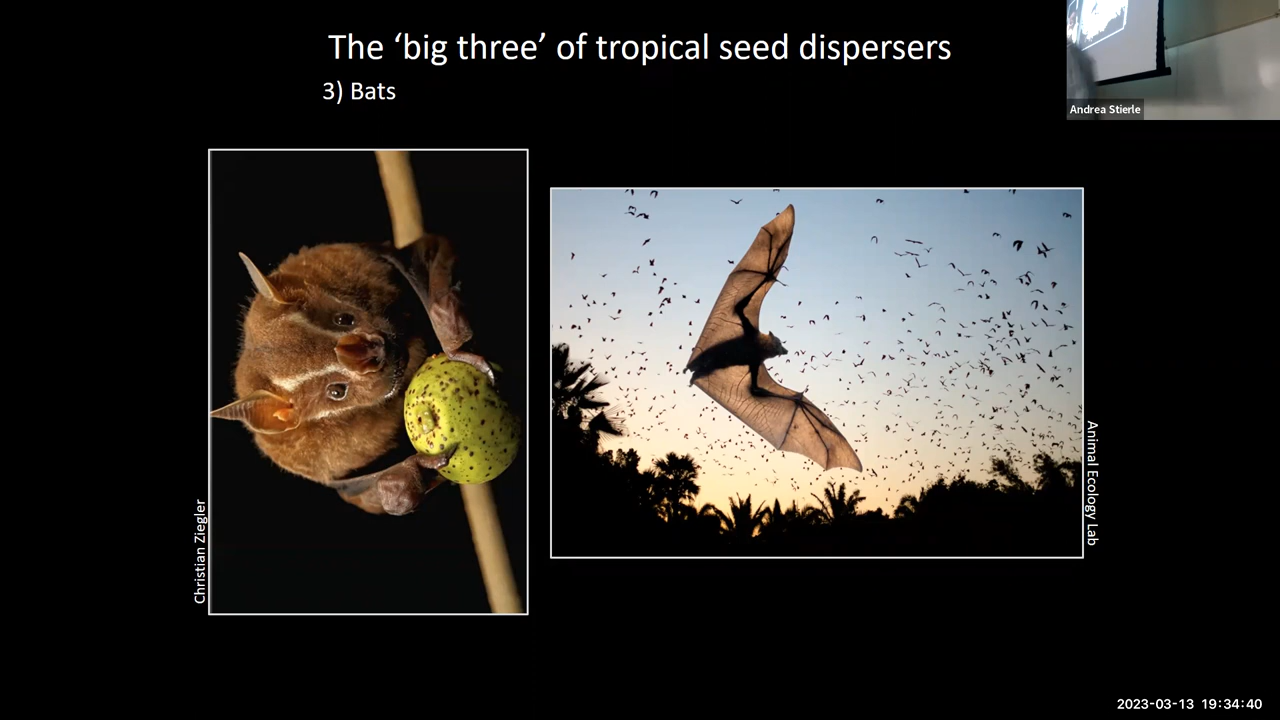 The ‘big three’ of tropical seed dispersers
3) Bats
Andrea Stierle
Christian Ziegler
Animal Ecology Lab
2023-03-13 19:34:40